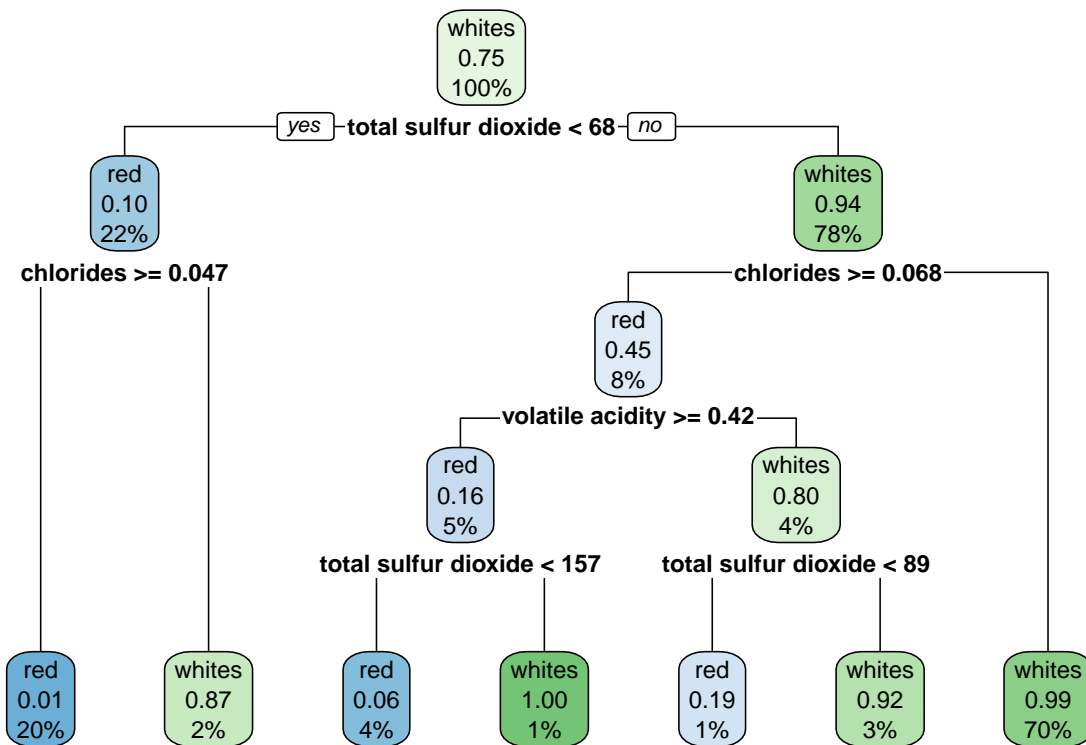 whites
0.75
100%
yes total sulfur dioxide < 68 no
red
0.10
22%
whites
0.94
78%
chlorides >= 0.047
chlorides >= 0.068
red
0.45
8%
volatile acidity >= 0.42
red
0.16
5%
whites
0.80
4%
total sulfur dioxide < 157
total sulfur dioxide < 89
red
0.01
20%
whites
0.87
2%
red
0.06
4%
whites
1.00
1%
red
0.19
1%
whites
0.92
3%
whites
0.99
70%